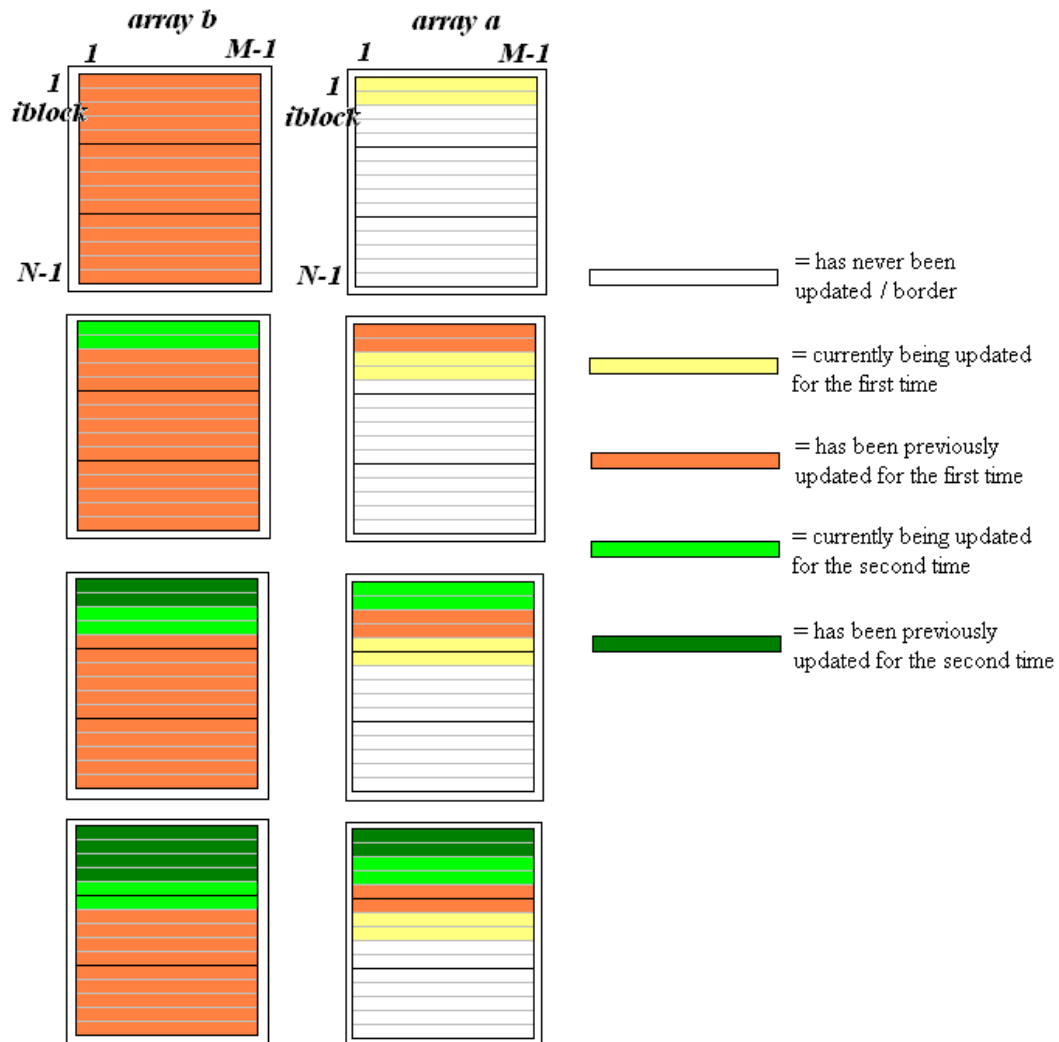 array b
array a
1
M-1
1
M-1
1
iblock
1
iblock
N-1
N-1
= has never been
updated / border
= currently being updated
for the first time
= has been previously
updated for the first time
= currently being updated
for the second time
= has been previously
updated for the second time